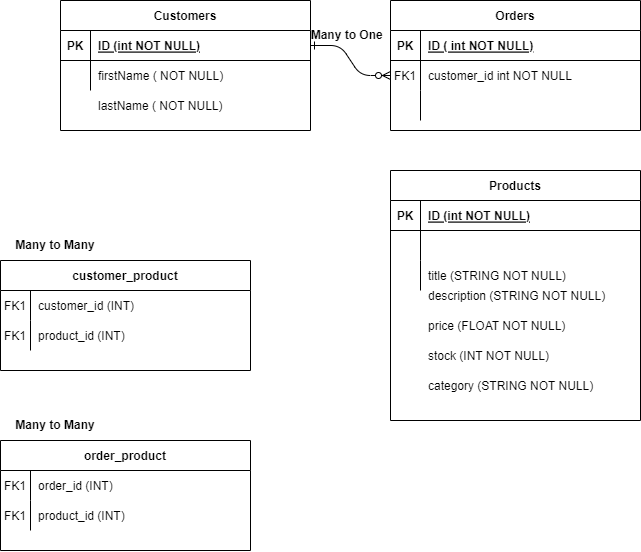 Customers
PK ID (int NOT NULL)
firstName ( NOT NULL)
lastName ( NOT NULL)
Many to One
Orders
PK ID ( int NOT NULL)
FK1 customer_id int NOT NULL
Products
PK ID (int NOT NULL)
title (STRING NOT NULL)
description (STRING NOT NULL)
price (FLOAT NOT NULL)
stock (INT NOT NULL)
category (STRING NOT NULL)
Many to Many
customer_product
FK1 customer_id (INT)
FK1 product_id (INT)
Many to Many
order_product
FK1 order_id (INT)
FK1 product_id (INT)